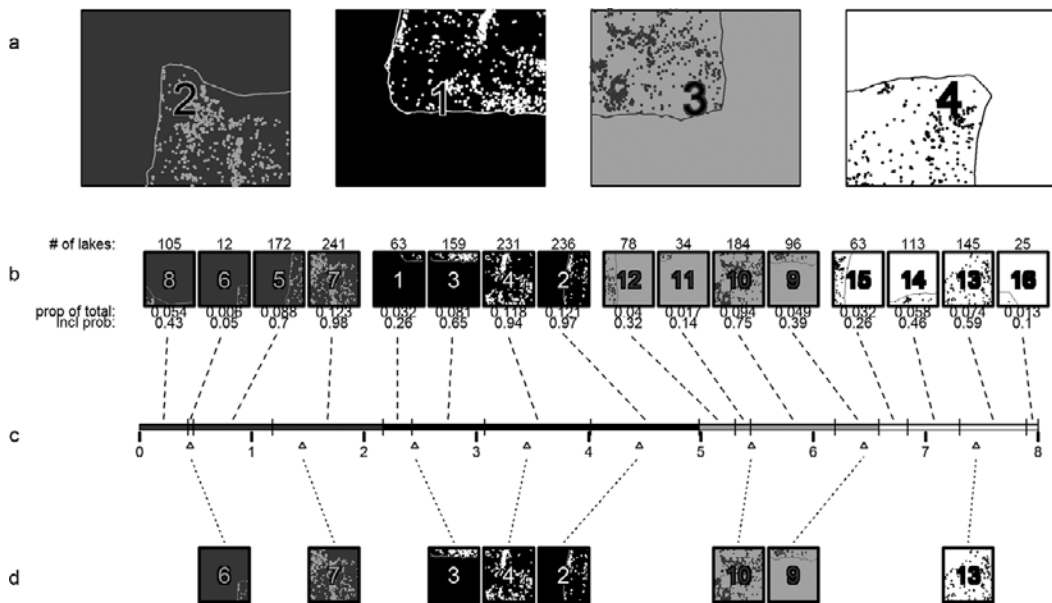 a
2 1 3 4
# of lakes: 105 12 172 241 63 159 231 236 78 34 184 96 63 113 145 25
b 8 6 5 7 1 3 4 2 12 11 10 9 15 14 13 16
prop of total: 0.054 0.006 0.088 0.123 0.032 0.081 0.118 0.121 0.04 0.017 0.094 0.049 0.032 0.058 0.074 0.013
Incl prob: 0.43 0.05 0.7 0.98 0.26 0.65 0.94 0.97 0.32 0.14 0.75 0.39 0.26 0.46 0.59 0.1
c
0 1 2 3 4 5 6 7 8
d 6 7 3 4 2 10 9 13